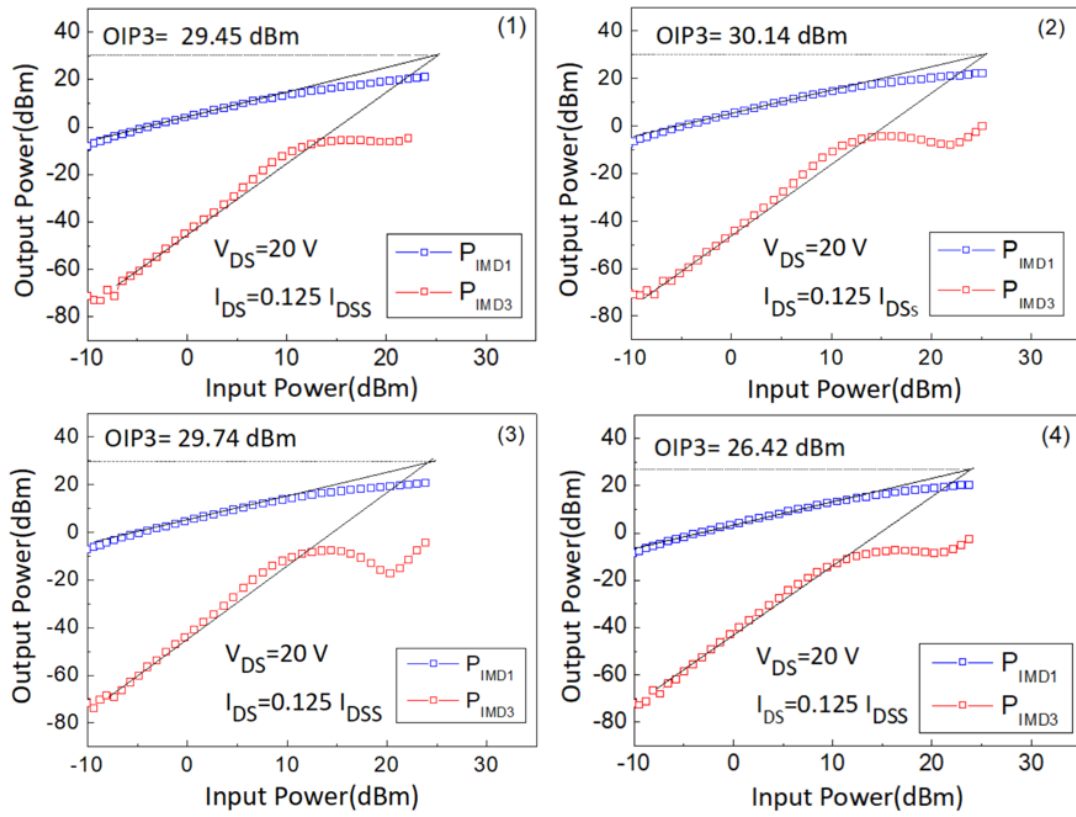 (1)
OIP3= 29.45 dBm
Output Power(dBm)
40
20
0
-20
-40
-60
-80
V_DS=20 V
I_DS=0.125 I_DSS
P_IMD1
P_IMD3
-10 0 10 20 30
Input Power(dBm)
(2)
OIP3= 30.14 dBm
Output Power(dBm)
40
20
0
-20
-40
-60
-80
V_DS=20 V
I_DS=0.125 I_DSs
P_IMD1
P_IMD3
-10 0 10 20 30
Input Power(dBm)
(3)
OIP3= 29.74 dBm
Output Power(dBm)
40
20
0
-20
-40
-60
-80
V_DS=20 V
I_DS=0.125 I_DSS
P_IMD1
P_IMD3
-10 0 10 20 30
Input Power(dBm)
(4)
OIP3= 26.42 dBm
Output Power(dBm)
40
20
0
-20
-40
-60
-80
V_DS=20 V
I_DS=0.125 I_DSS
P_IMD1
P_IMD3
-10 0 10 20 30
Input Power(dBm)